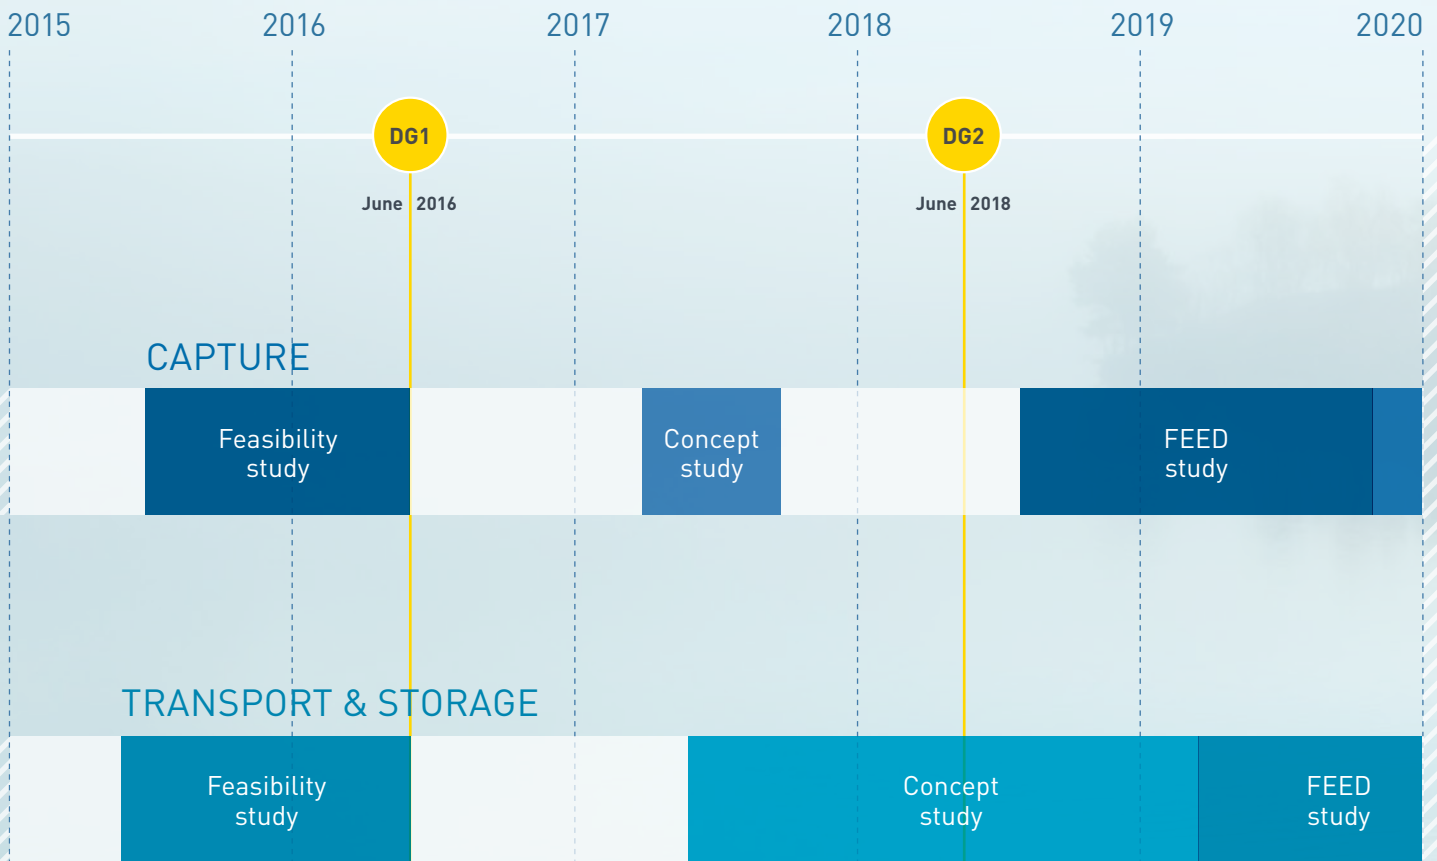 2015 2016 2017 2018 2019 2020
DG1 DG2
June 2016 June 2018
CAPTURE
Feasibility
study
Concept
study
FEED
study
TRANSPORT & STORAGE
Feasibility
study
Concept
study
FEED
study